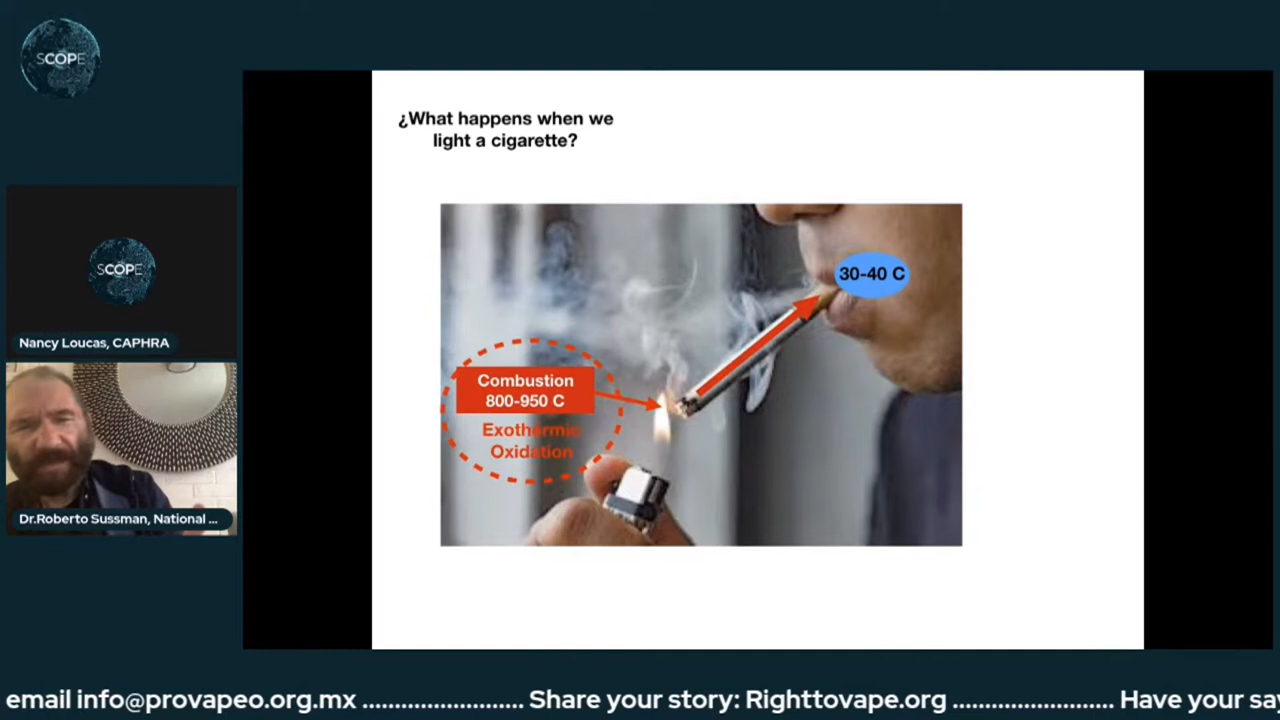 SCOPE
¿What happens when we
light a cigarette?
30-40 C
Combustion
800-950 C
Exothermic
Oxidation
SCOPE
Nancy Loucas, CAPHRA
Dr.Roberto Sussman, National ...
email info@provapeo.org.mx ........................ Share your story: Righttovape.org ........................ Have your say